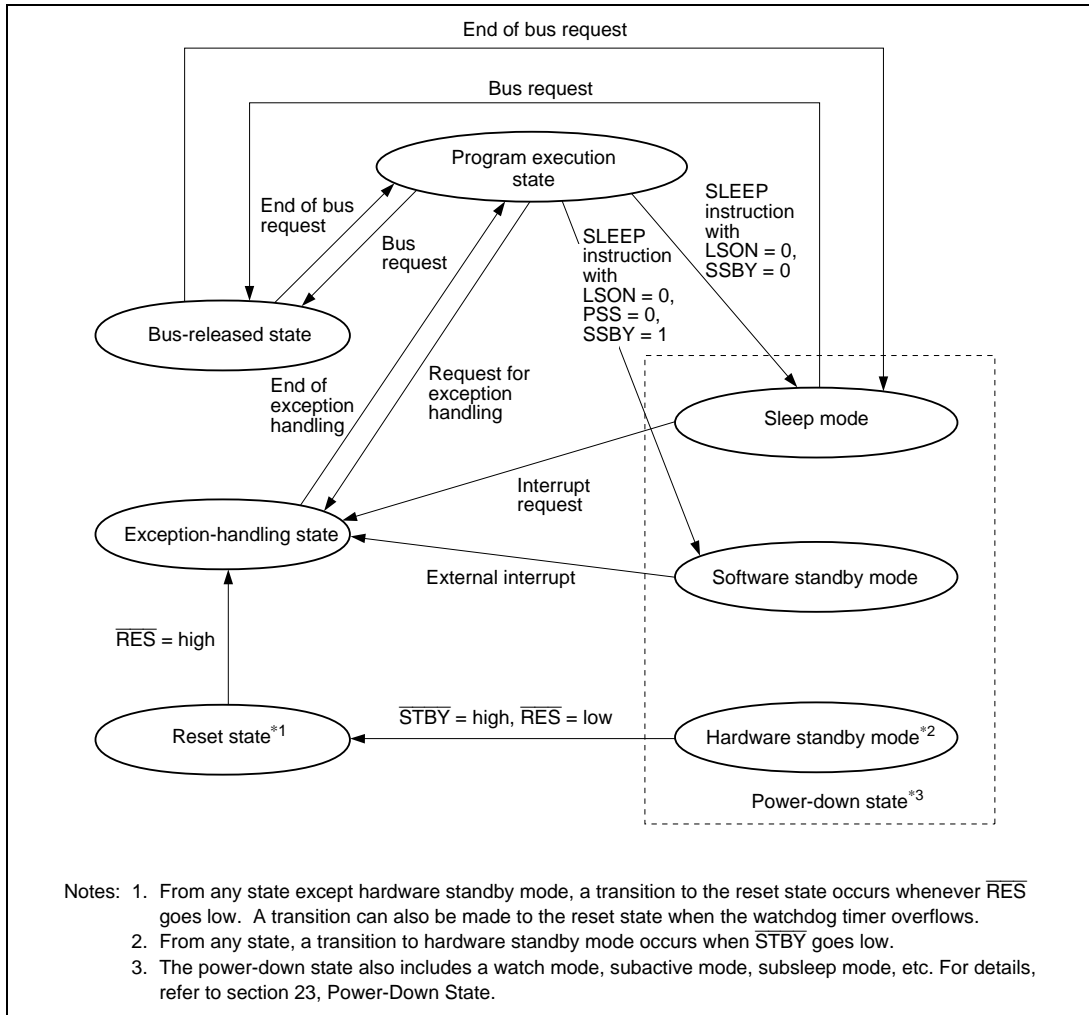 End of bus request
Bus request
Program execution
state
End of bus
request
Bus
request
SLEEP
instruction
with
LSON = 0,
PSS = 0,
SSBY = 1
SLEEP
instruction
with
LSON = 0,
SSBY = 0
Bus-released state
End of
exception
handling
Request for
exception
handling
Sleep mode
Interrupt
request
Exception-handling state
External interrupt
Software standby mode
R̅E̅S̅ = high
S̅T̅B̅Y̅ = high, R̅E̅S̅ = low
Reset state*1
Hardware standby mode*2
Power-down state*3
Notes: 1. From any state except hardware standby mode, a transition to the reset state occurs whenever R̅E̅S̅
goes low. A transition can also be made to the reset state when the watchdog timer overflows.
2. From any state, a transition to hardware standby mode occurs when S̅T̅B̅Y̅ goes low.
3. The power-down state also includes a watch mode, subactive mode, subsleep mode, etc. For details,
refer to section 23, Power-Down State.